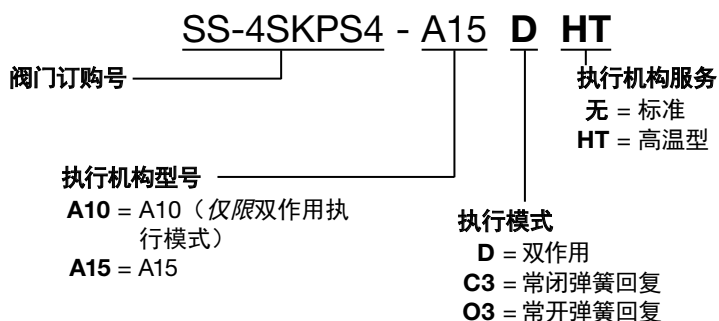 SS-4SKPS4 - A15 D HT
阀门订购号
执行机构服务
无 = 标准
HT = 高温型
执行机构型号
A10 = A10（仅限双作用执
行模式）
A15 = A15
执行模式
D = 双作用
C3 = 常闭弹簧回复
O3 = 常开弹簧回复